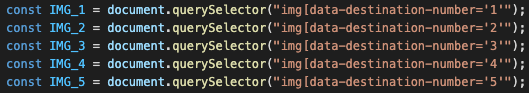 const IMG_1 = document.querySelector("img[data-destination-number='1'");
const IMG_2 = document.querySelector("img[data-destination-number='2'");
const IMG_3 = document.querySelector("img[data-destination-number='3'");
const IMG_4 = document.querySelector("img[data-destination-number='4'");
const IMG_5 = document.querySelector("img[data-destination-number='5'");